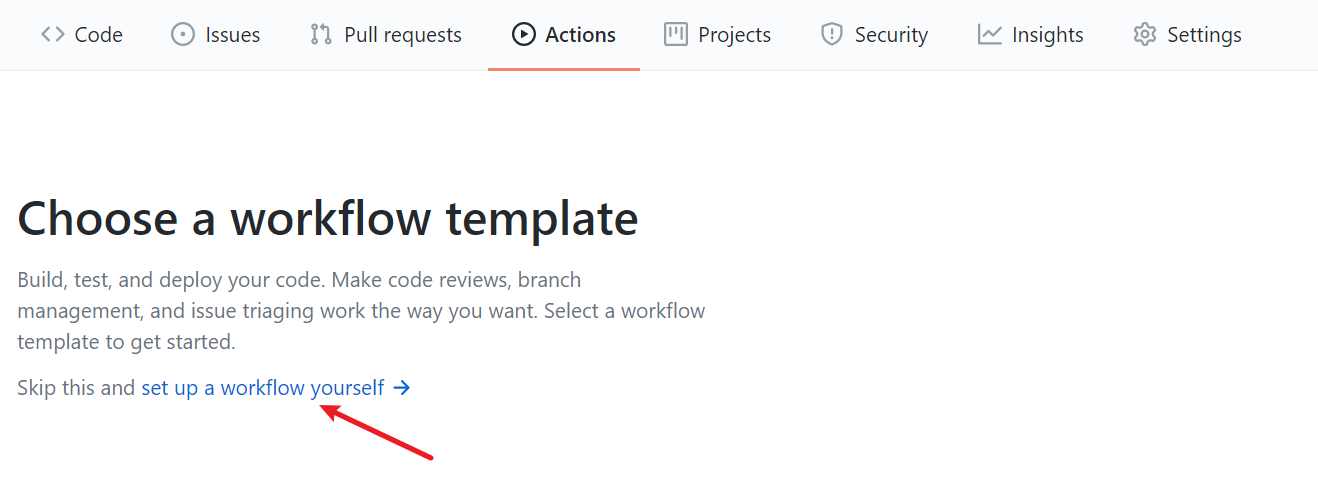 Code Issues Pull requests Actions Projects Security Insights Settings
Choose a workflow template
Build, test, and deploy your code. Make code reviews, branch
management, and issue triaging work the way you want. Select a workflow
template to get started.
Skip this and set up a workflow yourself →